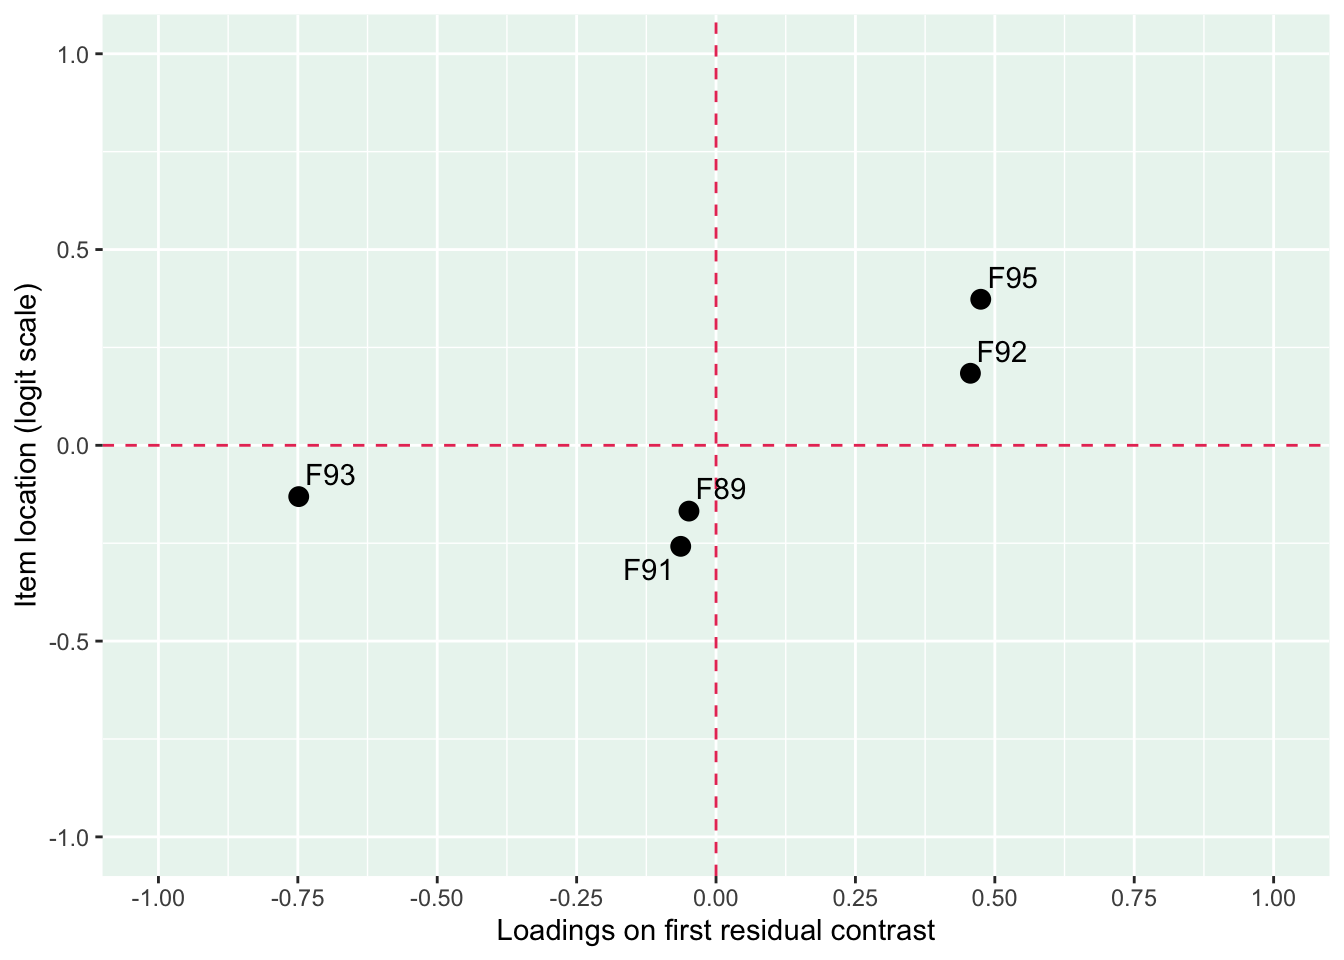 1.0
0.5
0.0
-0.5
-1.0
Item location (logit scale)
F95
F92
F93
F89
F91
-1.00 -0.75 -0.50 -0.25 0.00 0.25 0.50 0.75 1.00
Loadings on first residual contrast